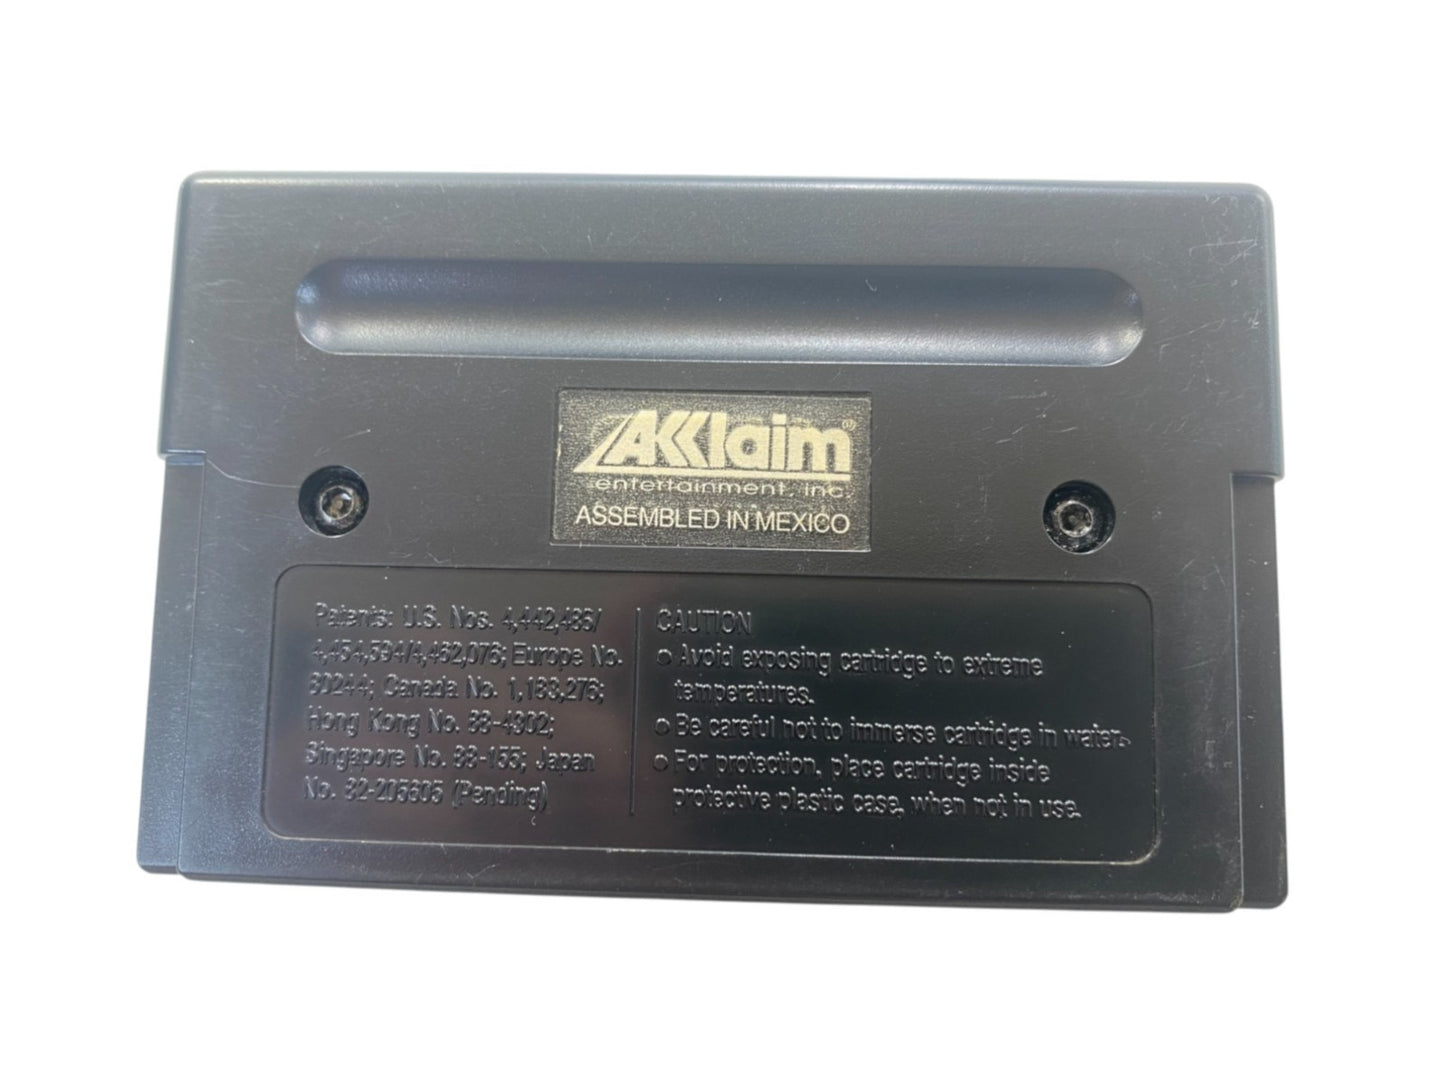 AKKlaim®
entertainment, inc.
ASSEMBLED IN MEXICO
Patents: U.S. Nos. 4,442,486/
4,454,594/4,462,076; Europe No.
80244; Canada No. 1,183,276;
Hong Kong No. 88-4302;
Singapore No. 88-155; Japan
No. 82-205605 (Pending)
CAUTION
• Avoid exposing cartridge to extreme
temperatures.
• Be careful not to immerse cartridge in water.
• For protection, place cartridge inside
protective plastic case, when not in use.